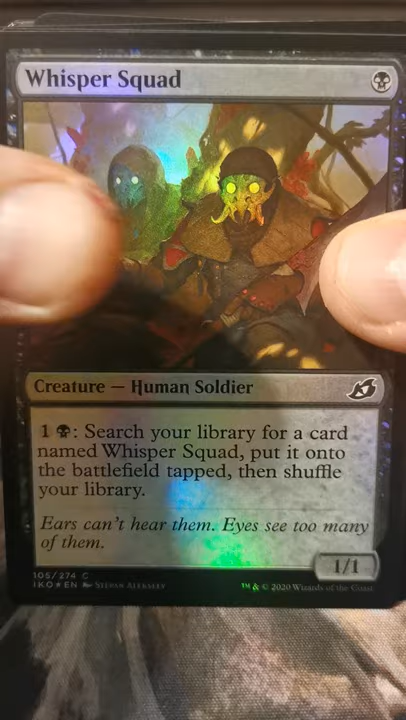 Whisper Squad
Creature — Human Soldier
1 : Search your library for a card
named Whisper Squad, put it onto
the battlefield tapped, then shuffle
your library.
Ears can't hear them. Eyes see too many
of them.
1/1
105/274 C
IKO★EN Stepan Alekseev
™ & © 2020 Wizards of the Coast